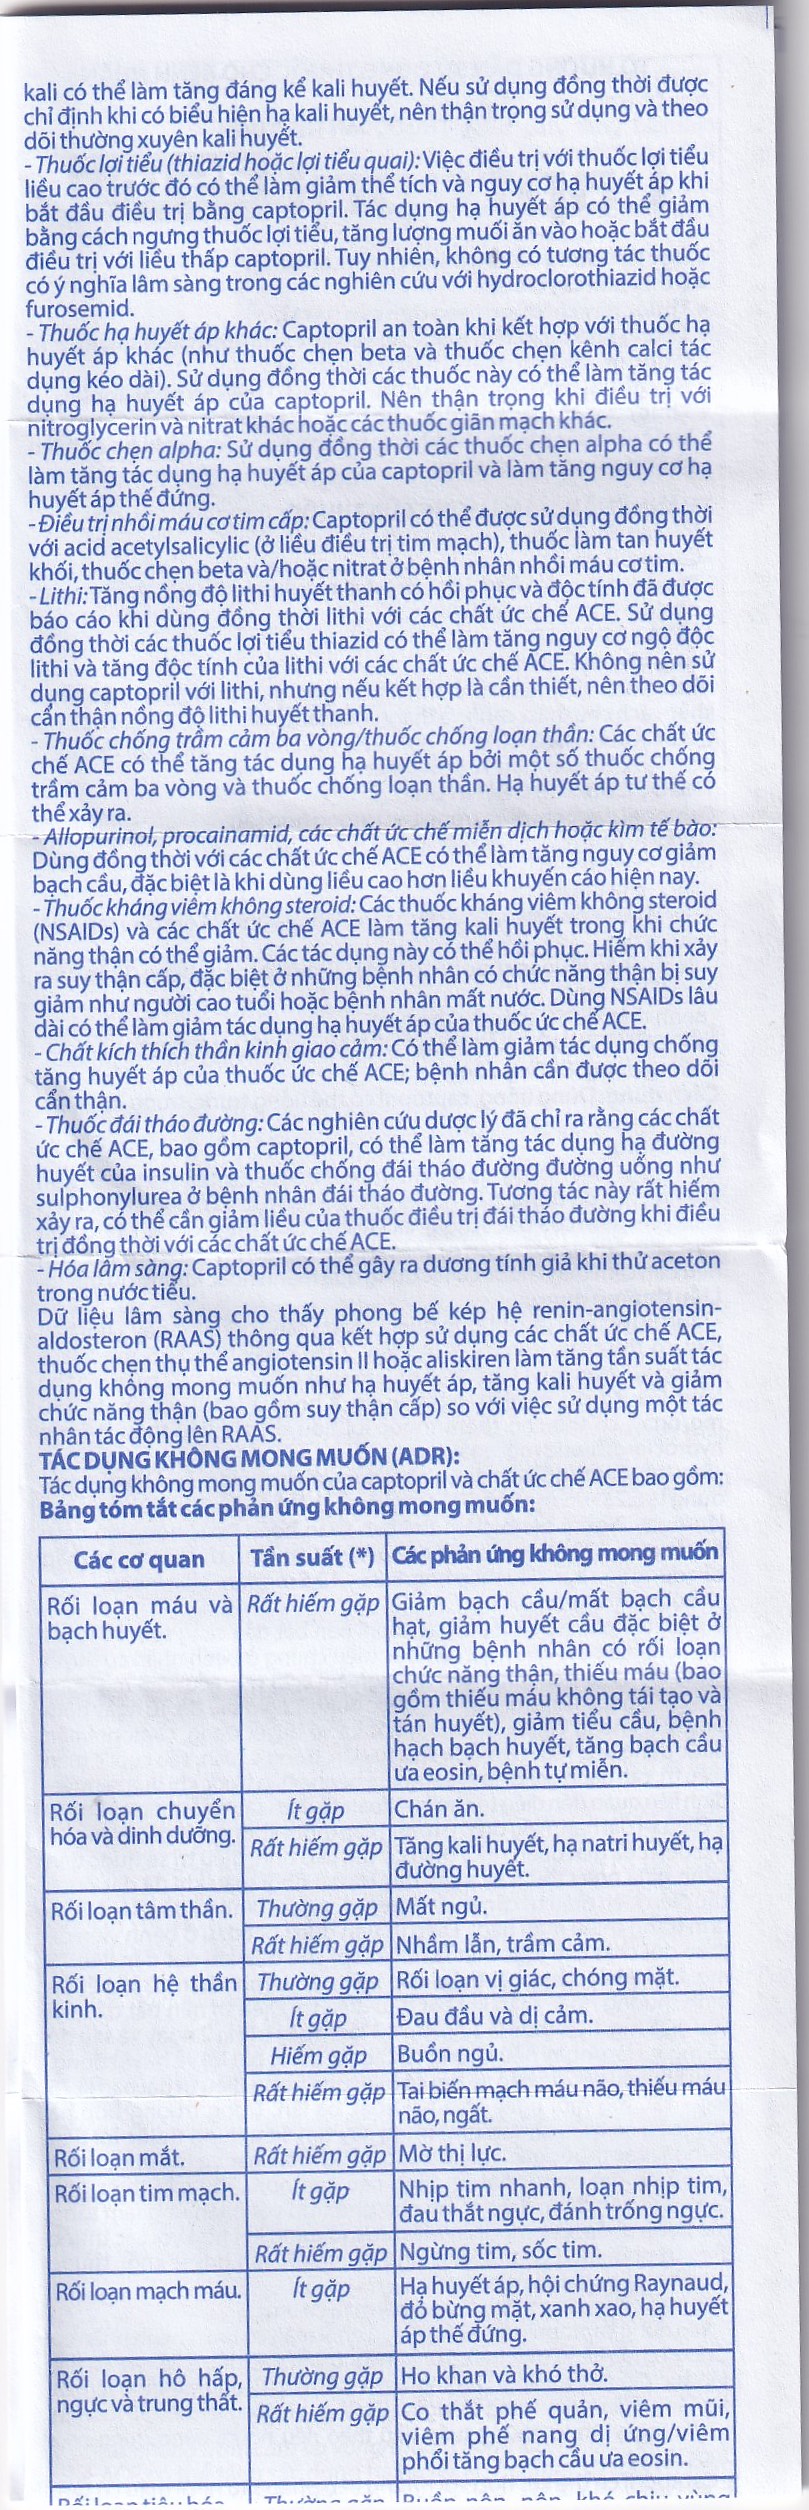 kali có thể làm tăng đáng kể kali huyết. Nếu sử dụng đồng thời được
chỉ định khi có biểu hiện hạ kali huyết, nên thận trọng sử dụng và theo
dõi thường xuyên kali huyết.
- Thuốc lợi tiểu (thiazid hoặc lợi tiểu quai): Việc điều trị với thuốc lợi tiểu
liều cao trước đó có thể làm giảm thể tích và nguy cơ hạ huyết áp khi
bắt đầu điều trị bằng captopril. Tác dụng hạ huyết áp có thể giảm
bằng cách ngưng thuốc lợi tiểu, tăng lượng muối ăn vào hoặc bắt đầu
điều trị với liều thấp captopril. Tuy nhiên, không có tương tác thuốc
có ý nghĩa lâm sàng trong các nghiên cứu với hydroclorothiazid hoặc
furosemid.
- Thuốc hạ huyết áp khác: Captopril an toàn khi kết hợp với thuốc hạ
huyết áp khác (như thuốc chẹn beta và thuốc chẹn kênh calci tác
dụng kéo dài). Sử dụng đồng thời các thuốc này có thể làm tăng tác
dụng hạ huyết áp của captopril. Nên thận trọng khi điều trị với
nitroglycerin và nitrat khác hoặc các thuốc giãn mạch khác.
- Thuốc chẹn alpha: Sử dụng đồng thời các thuốc chẹn alpha có thể
làm tăng tác dụng hạ huyết áp của captopril và làm tăng nguy cơ hạ
huyết áp thế đứng.
- Điều trị nhồi máu cơ tim cấp: Captopril có thể được sử dụng đồng thời
với acid acetylsalicylic (ở liều điều trị tim mạch), thuốc làm tan huyết
khối, thuốc chẹn beta và/hoặc nitrat ở bệnh nhân nhồi máu cơ tim.
- Lithi: Tăng nồng độ lithi huyết thanh có hồi phục và độc tính đã được
báo cáo khi dùng đồng thời lithi với các chất ức chế ACE. Sử dụng
đồng thời các thuốc lợi tiểu thiazid có thể làm tăng nguy cơ ngộ độc
lithi và tăng độc tính của lithi với các chất ức chế ACE. Không nên sử
dụng captopril với lithi, nhưng nếu kết hợp là cần thiết, nên theo dõi
cẩn thận nồng độ lithi huyết thanh.
- Thuốc chống trầm cảm ba vòng/thuốc chống loạn thần: Các chất ức
chế ACE có thể tăng tác dụng hạ huyết áp bởi một số thuốc chống
trầm cảm ba vòng và thuốc chống loạn thần. Hạ huyết áp tư thế có
thể xảy ra.
- Allopurinol, procainamid, các chất ức chế miễn dịch hoặc kìm tế bào:
Dùng đồng thời với các chất ức chế ACE có thể làm tăng nguy cơ giảm
bạch cầu, đặc biệt là khi dùng liều cao hơn liều khuyến cáo hiện nay.
- Thuốc kháng viêm không steroid: Các thuốc kháng viêm không steroid
(NSAIDs) và các chất ức chế ACE làm tăng kali huyết trong khi chức
năng thận có thể giảm. Các tác dụng này có thể hồi phục. Hiếm khi xảy
ra suy thận cấp, đặc biệt ở những bệnh nhân có chức năng thận bị suy
giảm như người cao tuổi hoặc bệnh nhân mất nước. Dùng NSAIDs lâu
dài có thể làm giảm tác dụng hạ huyết áp của thuốc ức chế ACE.
- Chất kích thích thần kinh giao cảm: Có thể làm giảm tác dụng chống
tăng huyết áp của thuốc ức chế ACE; bệnh nhân cần được theo dõi
cẩn thận.
- Thuốc đái tháo đường: Các nghiên cứu dược lý đã chỉ ra rằng các chất
ức chế ACE, bao gồm captopril, có thể làm tăng tác dụng hạ đường
huyết của insulin và thuốc chống đái tháo đường đường uống như
sulphonylurea ở bệnh nhân đái tháo đường. Tương tác này rất hiếm
xảy ra, có thể cần giảm liều của thuốc điều trị đái tháo đường khi điều
trị đồng thời với các chất ức chế ACE.
- Hóa lâm sàng: Captopril có thể gây ra dương tính giả khi thử aceton
trong nước tiểu.
Dữ liệu lâm sàng cho thấy phong bế kép hệ renin-angiotensin-
aldosteron (RAAS) thông qua kết hợp sử dụng các chất ức chế ACE,
thuốc chẹn thụ thể angiotensin II hoặc aliskiren làm tăng tần suất tác
dụng không mong muốn như hạ huyết áp, tăng kali huyết và giảm
chức năng thận (bao gồm suy thận cấp) so với việc sử dụng một tác
nhân tác động lên RAAS.
TÁC DỤNG KHÔNG MONG MUỐN (ADR):
Tác dụng không mong muốn của captopril và chất ức chế ACE bao gồm:
Bảng tóm tắt các phản ứng không mong muốn:
Các cơ quan Tần suất (*) Các phản ứng không mong muốn
Rối loạn máu và Rất hiếm gặp Giảm bạch cầu/mất bạch cầu
bạch huyết. hạt, giảm huyết cầu đặc biệt ở
những bệnh nhân có rối loạn
chức năng thận, thiếu máu (bao
gồm thiếu máu không tái tạo và
tán huyết), giảm tiểu cầu, bệnh
hạch bạch huyết, tăng bạch cầu
ưa eosin, bệnh tự miễn.
Rối loạn chuyển Ít gặp Chán ăn.
hóa và dinh dưỡng. Rất hiếm gặp Tăng kali huyết, hạ natri huyết, hạ
đường huyết.
Rối loạn tâm thần. Thường gặp Mất ngủ.
Rất hiếm gặp Nhầm lẫn, trầm cảm.
Rối loạn hệ thần Thường gặp Rối loạn vị giác, chóng mặt.
kinh. Ít gặp Đau đầu và dị cảm.
Hiếm gặp Buồn ngủ.
Rất hiếm gặp Tai biến mạch máu não, thiếu máu
não, ngất.
Rối loạn mắt. Rất hiếm gặp Mờ thị lực.
Rối loạn tim mạch. Ít gặp Nhịp tim nhanh, loạn nhịp tim,
đau thắt ngực, đánh trống ngực.
Rất hiếm gặp Ngừng tim, sốc tim.
Rối loạn mạch máu. Ít gặp Hạ huyết áp, hội chứng Raynaud,
đỏ bừng mặt, xanh xao, hạ huyết
áp thế đứng.
Rối loạn hô hấp, Thường gặp Ho khan và khó thở.
ngực và trung thất. Rất hiếm gặp Co thắt phế quản, viêm mũi,
viêm phế nang dị ứng/viêm
phổi tăng bạch cầu ưa eosin.